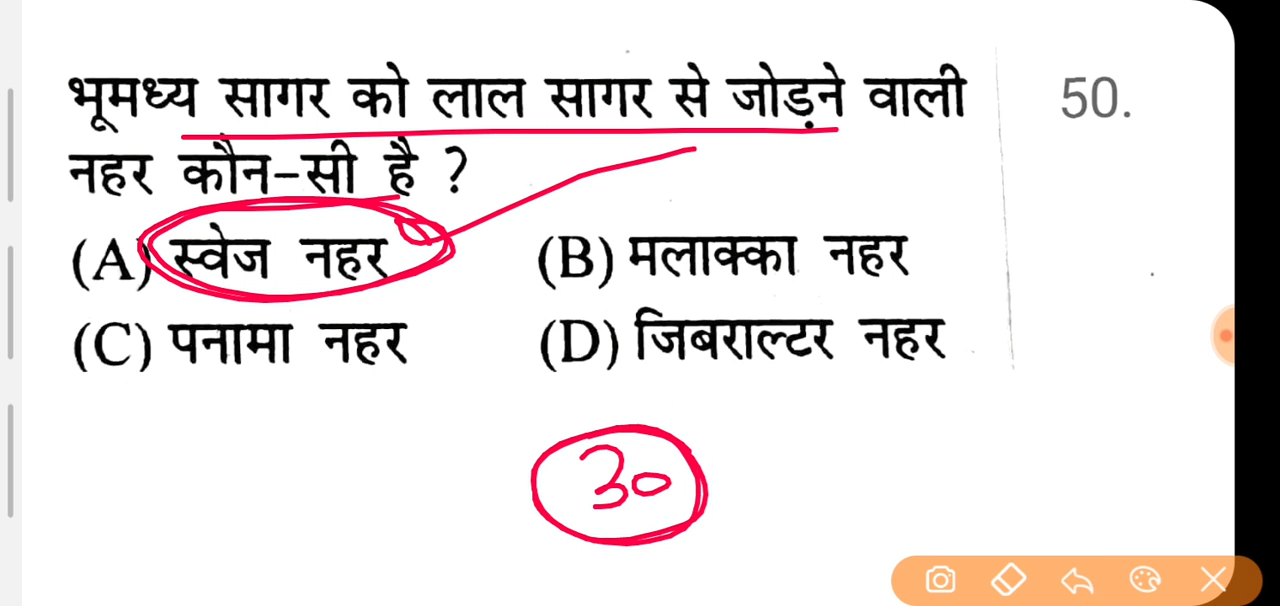 भूमध्य सागर को लाल सागर से जोड़ने वाली
नहर कौन-सी है ?
(A) स्वेज नहर (B) मलाक्का नहर
(C) पनामा नहर (D) जिबराल्टर नहर
50.
30